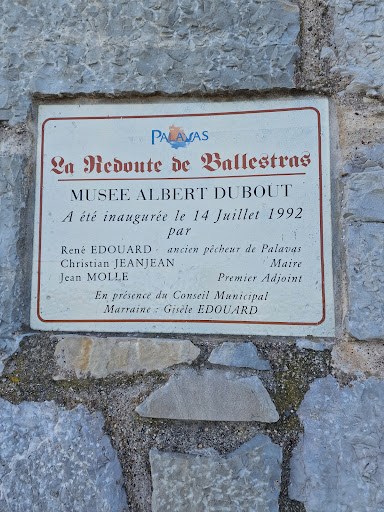 PALAVAS
La Redoute de Ballestras
MUSEE ALBERT DUBOUT
A été inaugurée le 14 Juillet 1992
par
René EDOUARD - ancien pêcheur de Palavas
Christian JEANJEAN Maire
Jean MOLLE Premier Adjoint
En présence du Conseil Municipal
Marraine : Gisèle EDOUARD